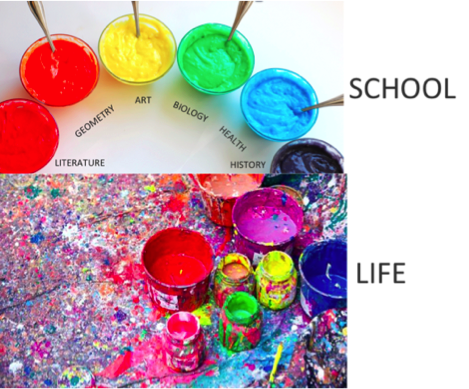 SCHOOL
GEOMETRY
ART
BIOLOGY
HEALTH
LITERATURE
HISTORY
LIFE